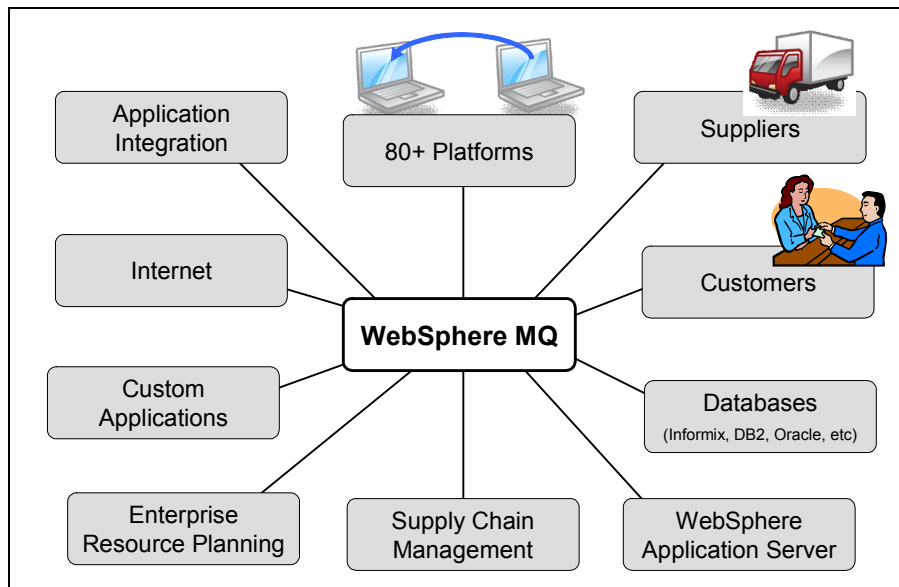 Application
Integration
80+ Platforms
Suppliers
Internet
Customers
WebSphere MQ
Custom
Applications
Databases
(Informix, DB2, Oracle, etc)
Enterprise
Resource Planning
Supply Chain
Management
WebSphere
Application Server